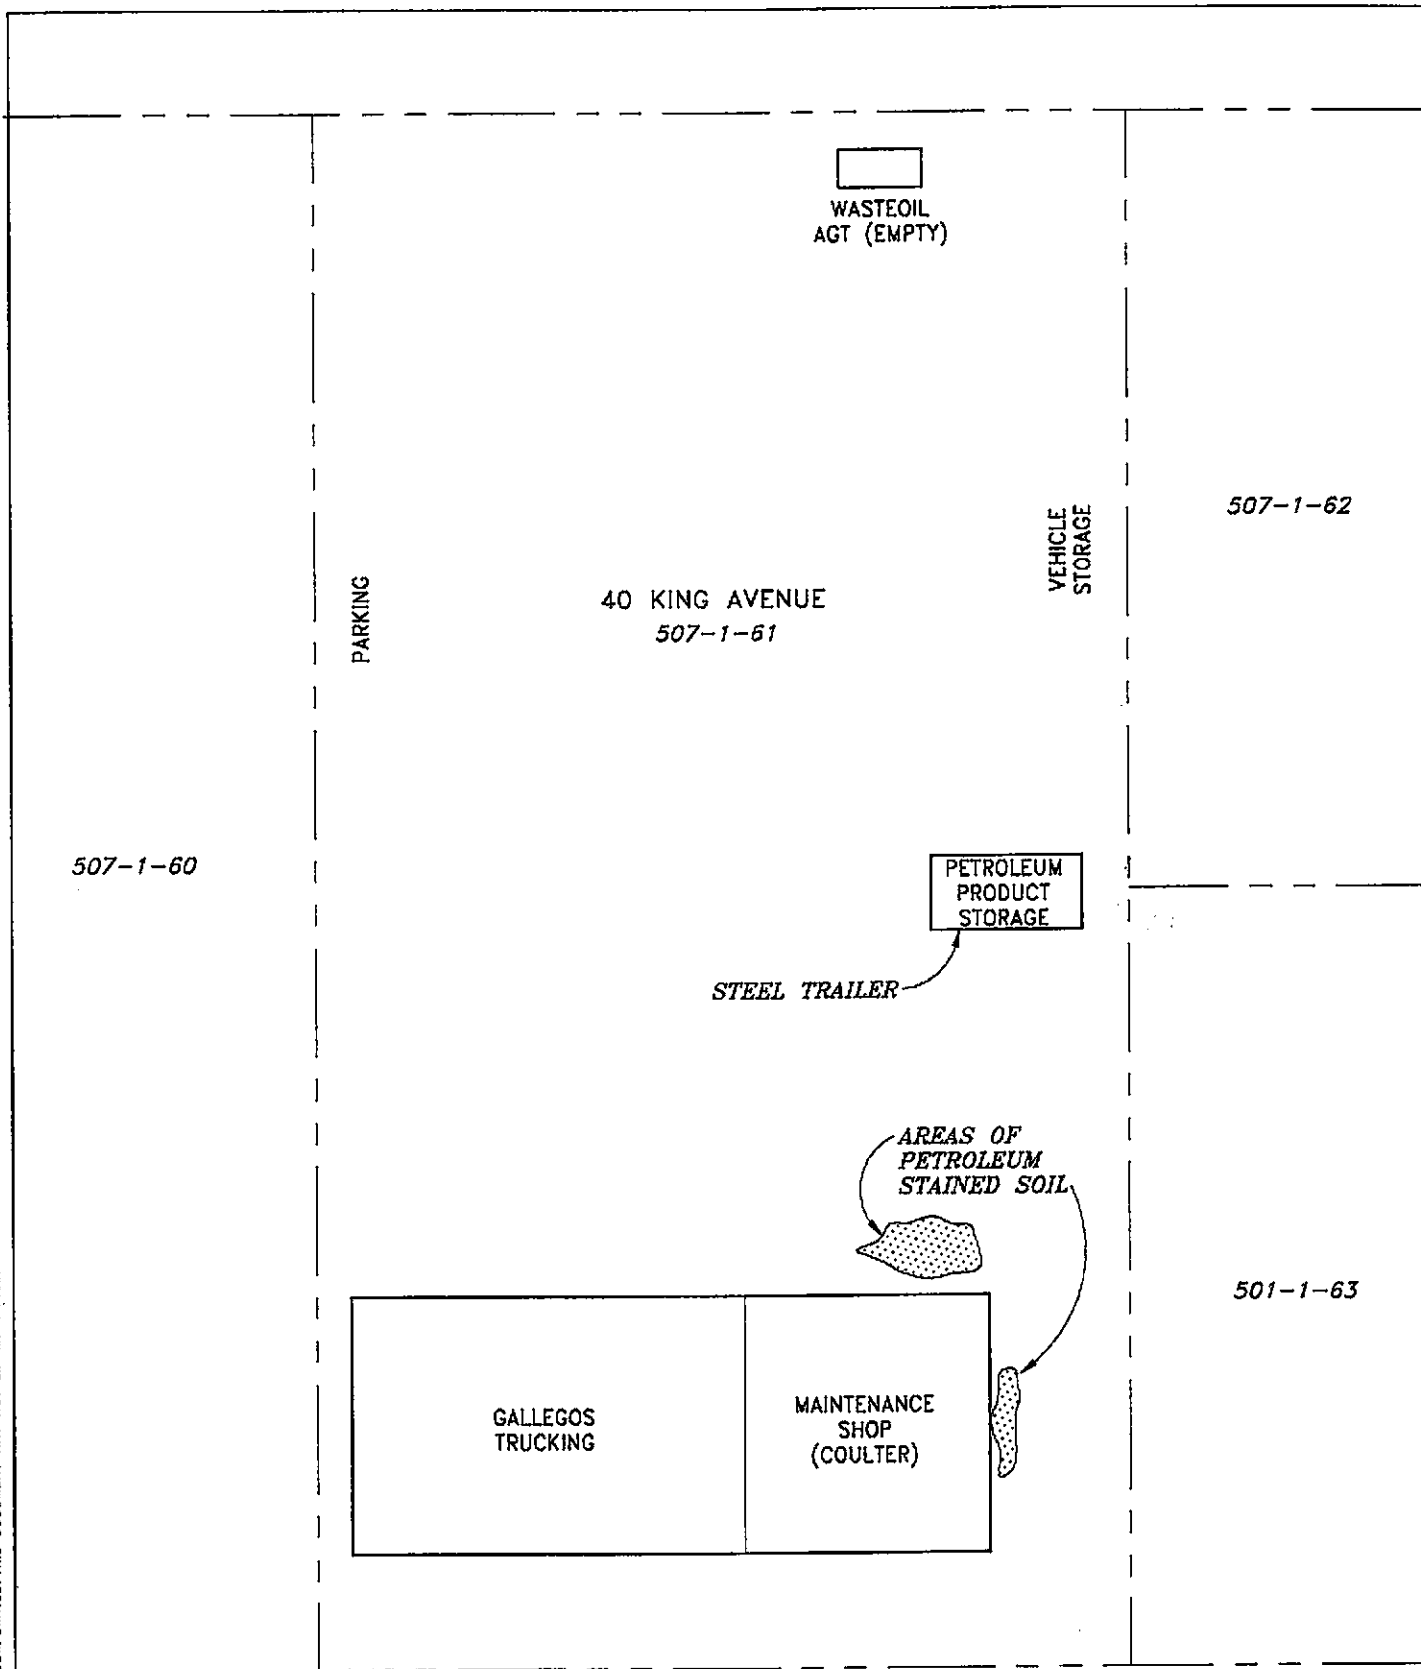 WASTEOIL
AGT (EMPTY)
507-1-62
VEHICLE
STORAGE
PARKING
40 KING AVENUE
507-1-61
507-1-60
PETROLEUM
PRODUCT
STORAGE
STEEL TRAILER
AREAS OF
PETROLEUM
STAINED SOIL
501-1-63
GALLEGOS
TRUCKING
MAINTENANCE
SHOP
(COULTER)